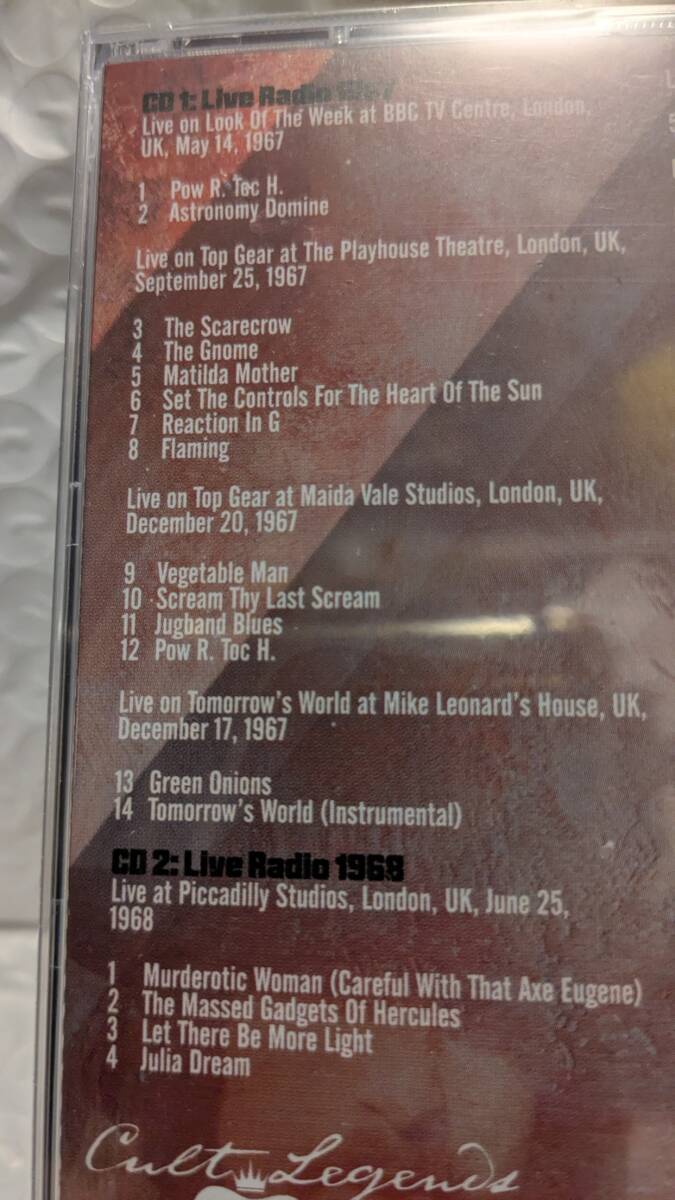 CD 1: Live Radio 1967
Live on Look Of The Week at BBC TV Centre, London,
UK, May 14, 1967
1 Pow R. Toc H.
2 Astronomy Domine
Live on Top Gear at The Playhouse Theatre, London, UK,
September 25, 1967
3 The Scarecrow
4 The Gnome
5 Matilda Mother
6 Set The Controls For The Heart Of The Sun
7 Reaction In G
8 Flaming
Live on Top Gear at Maida Vale Studios, London, UK,
December 20, 1967
9 Vegetable Man
10 Scream Thy Last Scream
11 Jugband Blues
12 Pow R. Toc H.
Live on Tomorrow's World at Mike Leonard's House, UK,
December 17, 1967
13 Green Onions
14 Tomorrow's World (Instrumental)
CD 2: Live Radio 1968
Live at Piccadilly Studios, London, UK, June 25,
1968
1 Murderotic Woman (Careful With That Axe Eugene)
2 The Massed Gadgets Of Hercules
3 Let There Be More Light
4 Julia Dream
Cult Legends